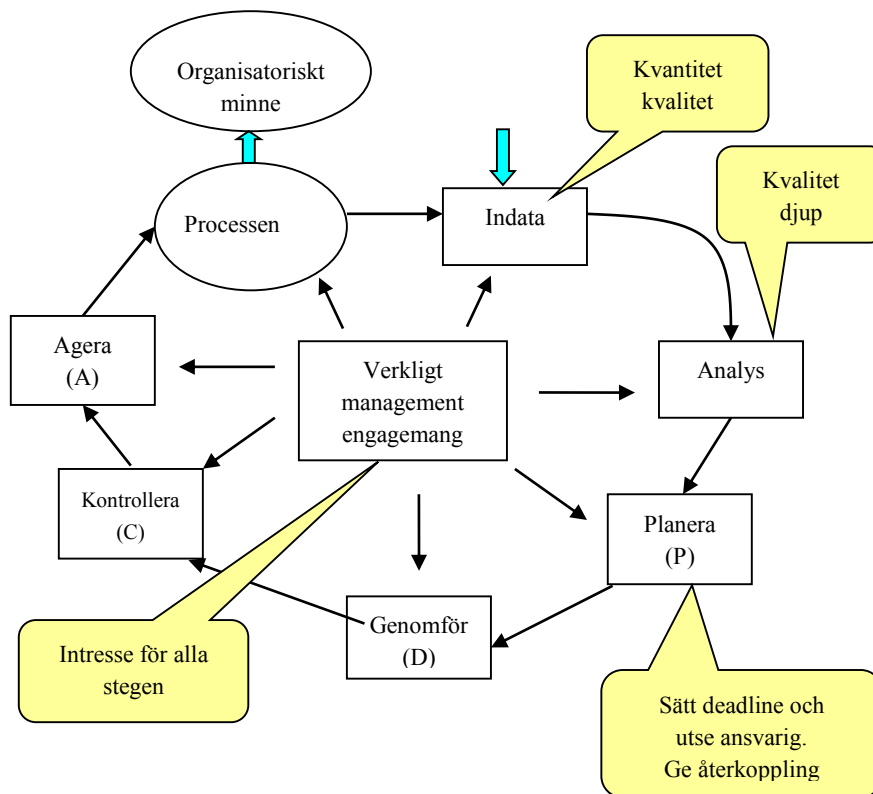 Organisatoriskt
minne
Kvantitet
kvalitet
Processen
Indata
Kvalitet
djup
Agera
(A)
Verkligt
management
engagemang
Analys
Kontrollera
(C)
Planera
(P)
Genomför
(D)
Intresse för alla
stegen
Sätt deadline och
utse ansvarig.
Ge återkoppling